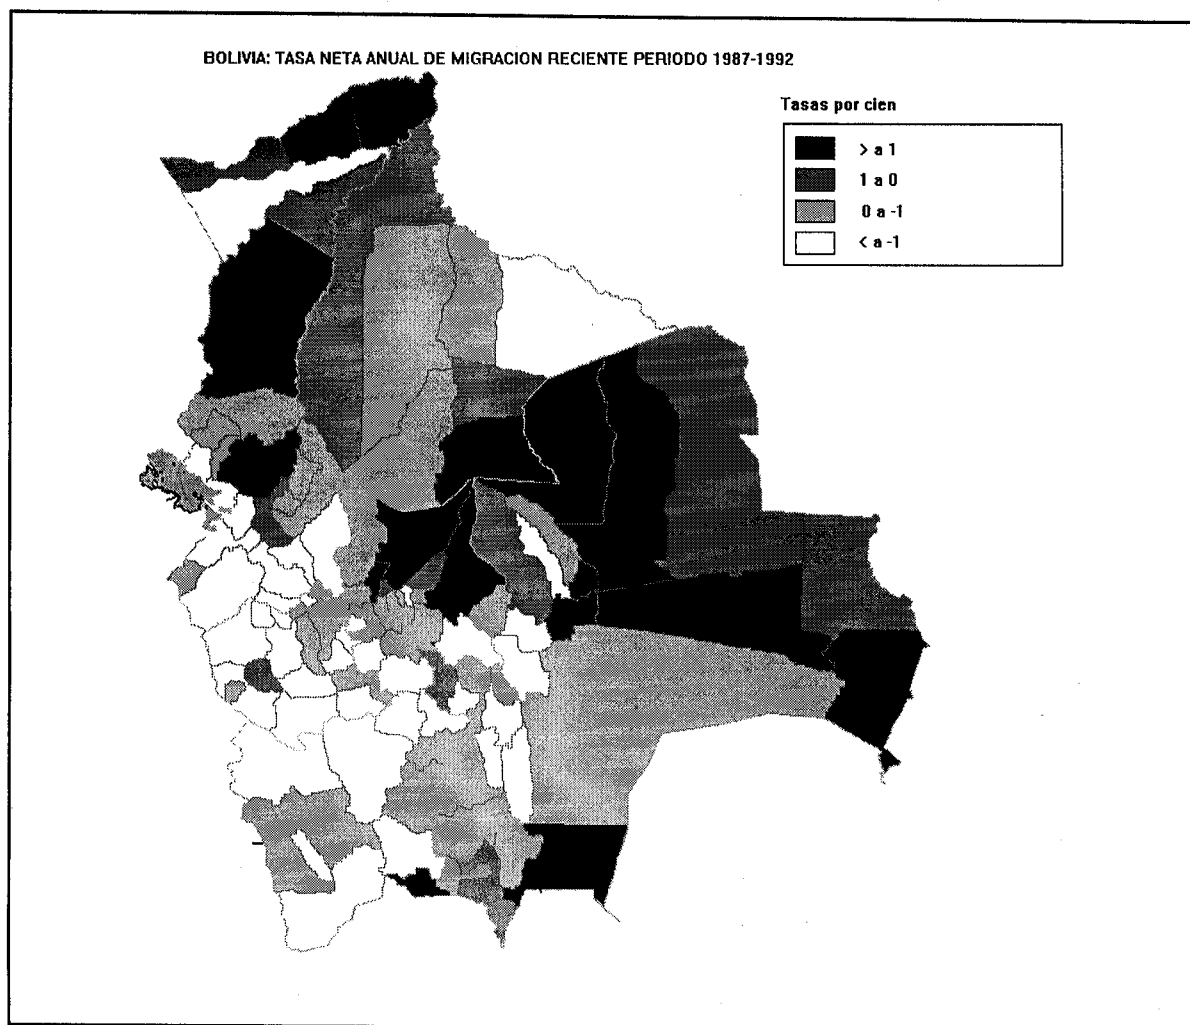 BOLIVIA: TASA NETA ANUAL DE MIGRACION RECIENTE PERIODO 1987-1992
Tasas por cien
> a 1
1 a 0
0 a -1
< a -1